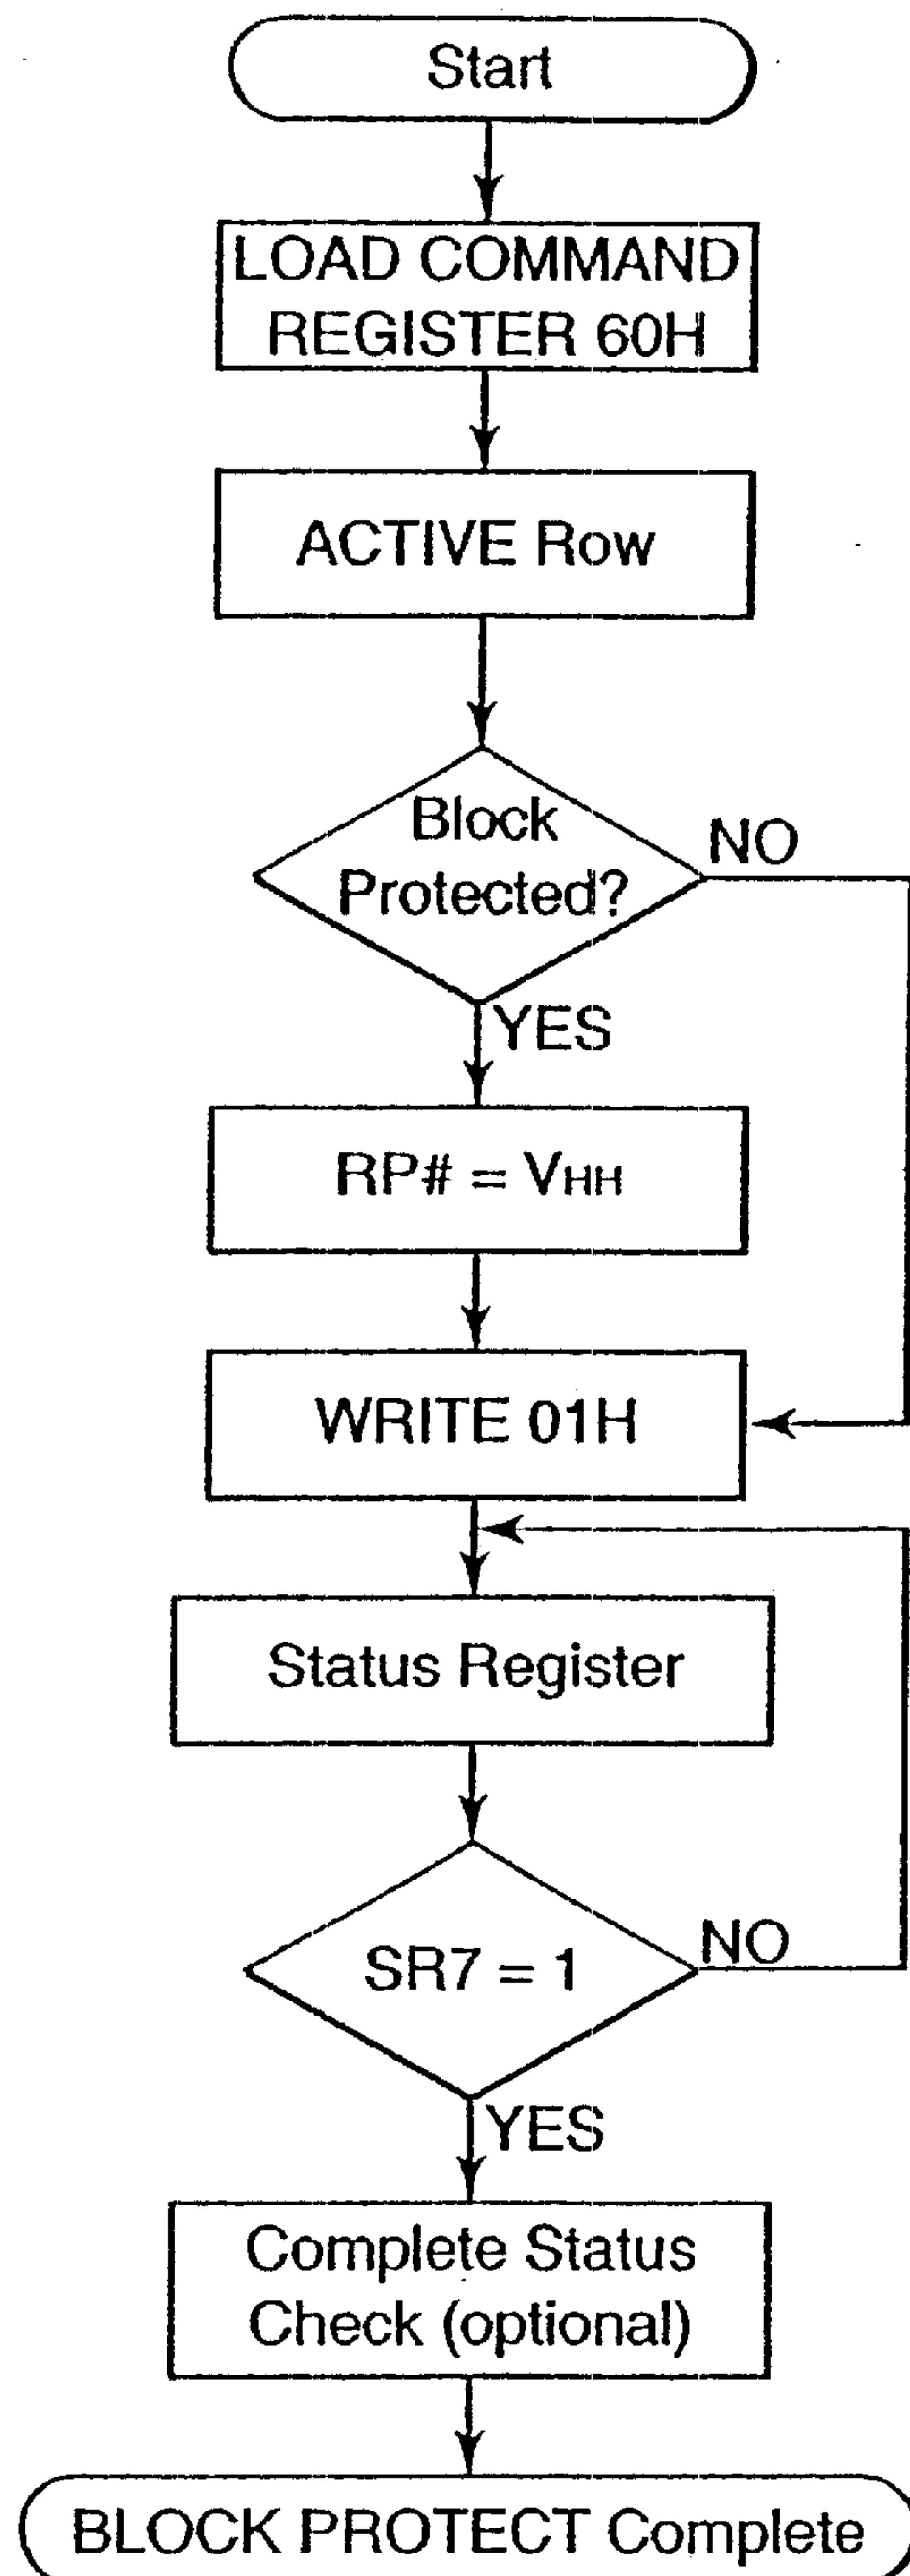 Start
LOAD COMMAND
REGISTER 60H
ACTIVE Row
Block
Protected?
NO
YES
RP# = VHH
WRITE 01H
Status Register
SR7 = 1
NO
YES
Complete Status
Check (optional)
BLOCK PROTECT Complete